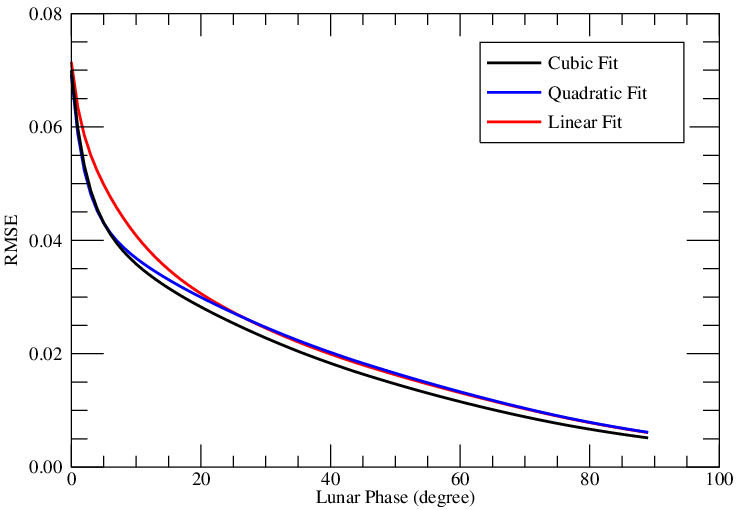 0.08
Cubic Fit
Quadratic Fit
Linear Fit
0.06
RMSE
0.04
0.02
0.00
0 20 40 60 80 100
Lunar Phase (degree)